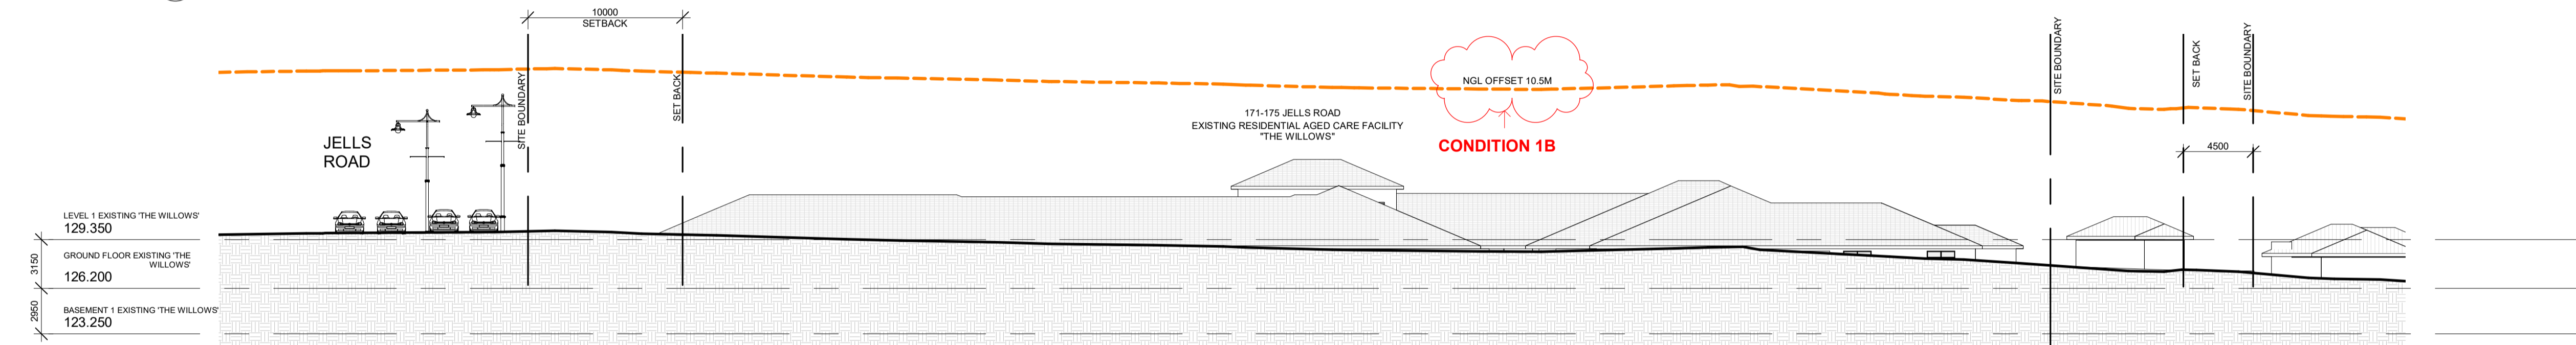 10000
SETBACK
SITE BOUNDARY
SET BACK
JELLS
ROAD
NGL OFFSET 10.5M
171-175 JELLS ROAD
EXISTING RESIDENTIAL AGED CARE FACILITY
"THE WILLOWS"
CONDITION 1B
SITE BOUNDARY
SET BACK
SITE BOUNDARY
4500
LEVEL 1 EXISTING 'THE WILLOWS'
129.350
3150
GROUND FLOOR EXISTING 'THE
WILLOWS'
126.200
2950
BASEMENT 1 EXISTING 'THE WILLOWS'
123.250